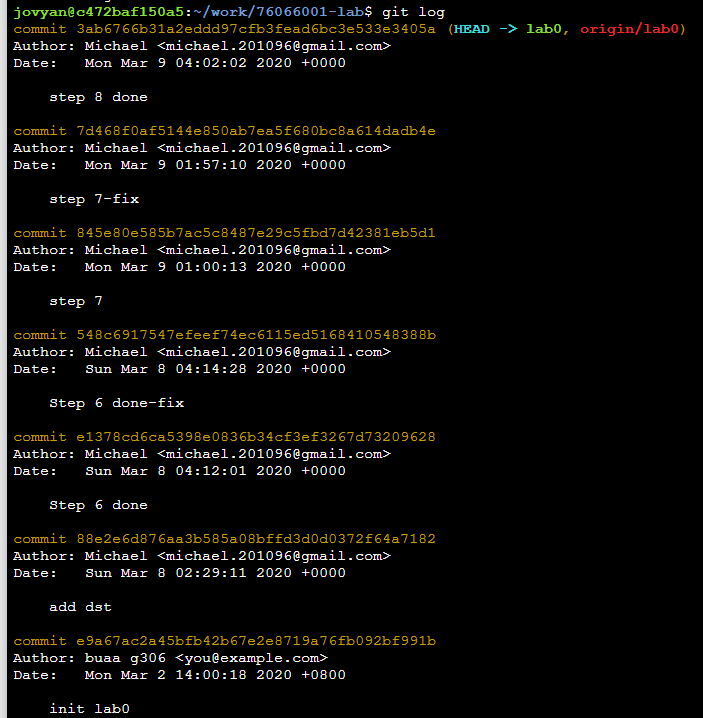 jovyan@c472baf150a5:~/work/76066001-lab$ git log
commit 3ab6766b31a2eddd97cfb3fead6bc3e533e3405a (HEAD -> lab0, origin/lab0)
Author: Michael <michael.201096@gmail.com>
Date:   Mon Mar 9 04:02:02 2020 +0000
step 8 done
commit 7d468f0af5144e850ab7ea5f680bc8a614dadb4e
Author: Michael <michael.201096@gmail.com>
Date:   Mon Mar 9 01:57:10 2020 +0000
step 7-fix
commit 845e80e585b7ac5c8487e29c5fbd7d42381eb5d1
Author: Michael <michael.201096@gmail.com>
Date:   Mon Mar 9 01:00:13 2020 +0000
step 7
commit 548c6917547efeef74ec6115ed5168410548388b
Author: Michael <michael.201096@gmail.com>
Date:   Sun Mar 8 04:14:28 2020 +0000
Step 6 done-fix
commit e1378cd6ca5398e0836b34cf3ef3267d73209628
Author: Michael <michael.201096@gmail.com>
Date:   Sun Mar 8 04:12:01 2020 +0000
Step 6 done
commit 88e2e6d876aa3b585a08bffd3d0d0372f64a7182
Author: Michael <michael.201096@gmail.com>
Date:   Sun Mar 8 02:29:11 2020 +0000
add dst
commit e9a67ac2a45bfb42b67e2e8719a76fb092bf991b
Author: buaa g306 <you@example.com>
Date:   Mon Mar 2 14:00:18 2020 +0800
init lab0